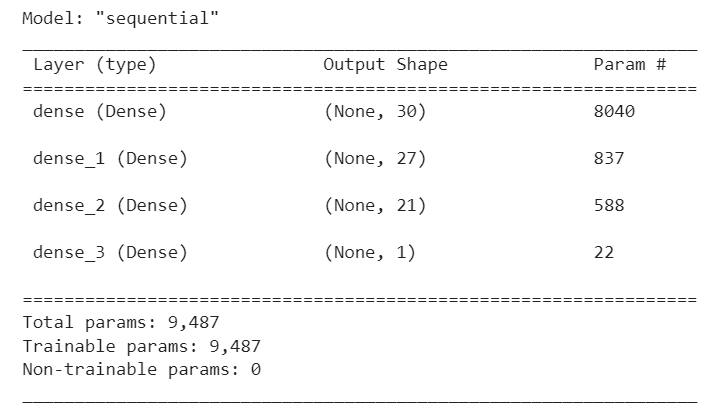 Model: "sequential"
_________________________________________________________________
Layer (type) Output Shape Param #
=================================================================
dense (Dense) (None, 30) 8040
dense_1 (Dense) (None, 27) 837
dense_2 (Dense) (None, 21) 588
dense_3 (Dense) (None, 1) 22
=================================================================
Total params: 9,487
Trainable params: 9,487
Non-trainable params: 0
_________________________________________________________________